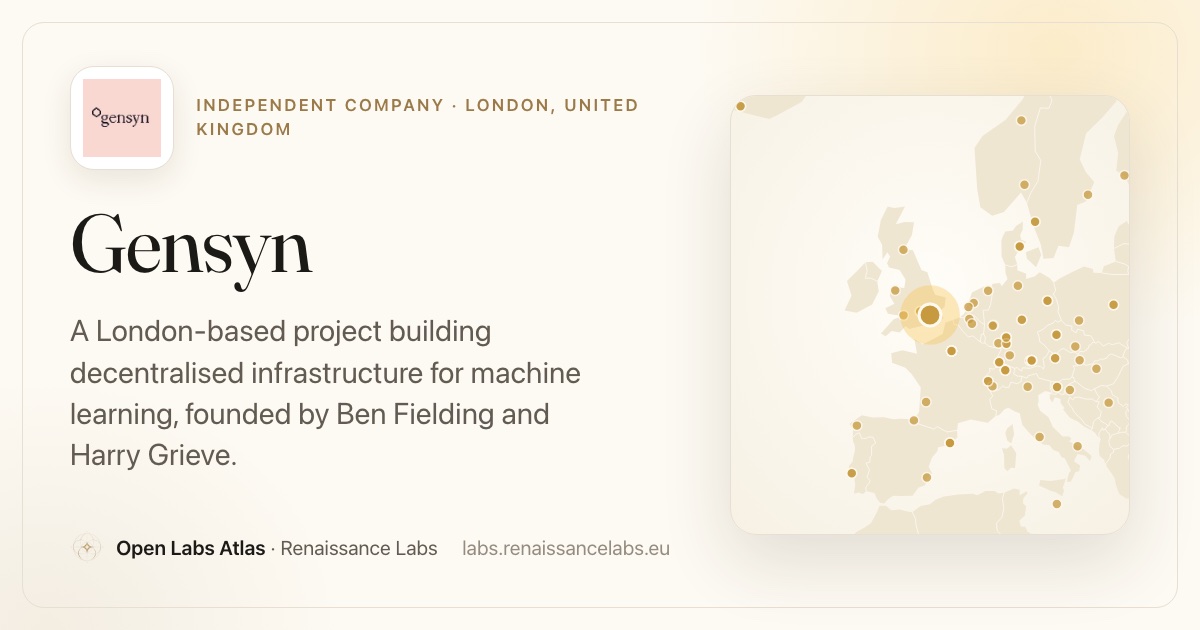 gensyn
INDEPENDENT COMPANY · LONDON, UNITED
KINGDOM
Gensyn
A London-based project building
decentralised infrastructure for machine
learning, founded by Ben Fielding and
Harry Grieve.
Open Labs Atlas · Renaissance Labs labs.renaissancelabs.eu